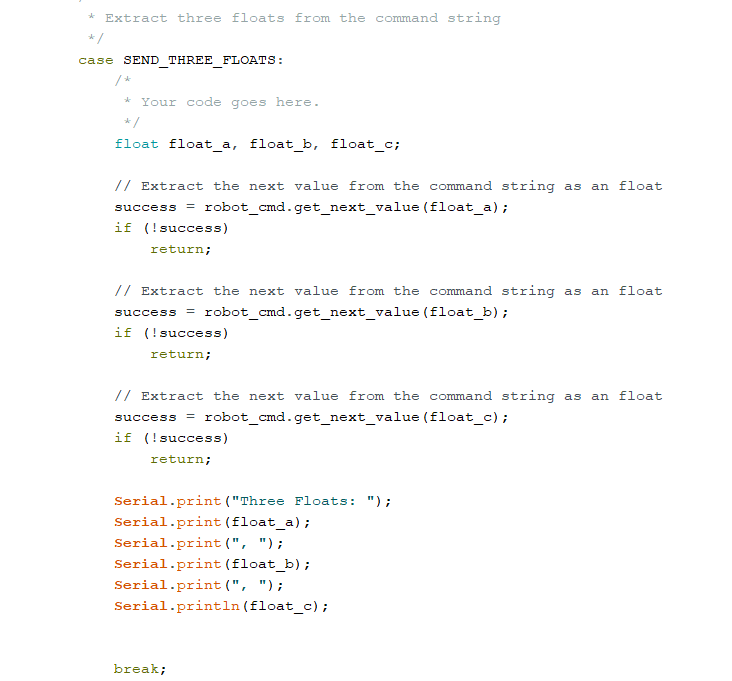 * Extract three floats from the command string
*/
case SEND_THREE_FLOATS:
/*
* Your code goes here.
*/
float float_a, float_b, float_c;
// Extract the next value from the command string as an float
success = robot_cmd.get_next_value(float_a);
if (!success)
return;
// Extract the next value from the command string as an float
success = robot_cmd.get_next_value(float_b);
if (!success)
return;
// Extract the next value from the command string as an float
success = robot_cmd.get_next_value(float_c);
if (!success)
return;
Serial.print("Three Floats: ");
Serial.print(float_a);
Serial.print(", ");
Serial.print(float_b);
Serial.print(", ");
Serial.println(float_c);
break;